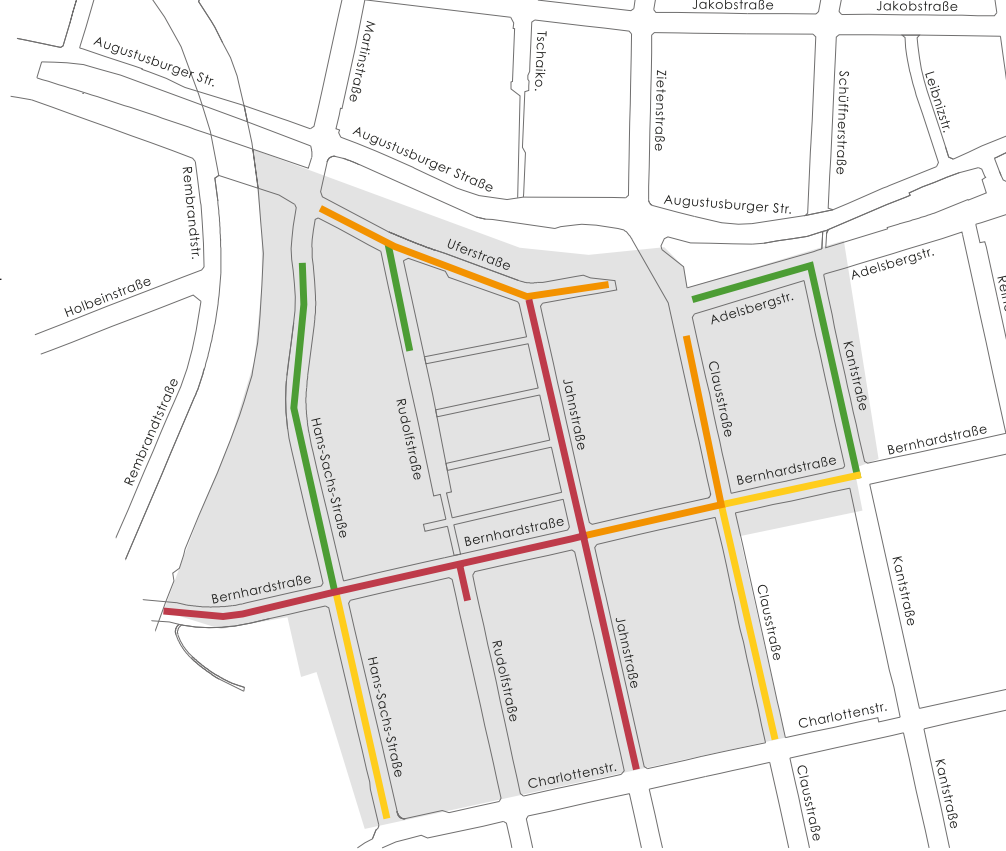 Jakobstraße
Jakobstraße
Augustusburger Str.
Martinstraße
Tschaiko.
Zietenstraße
Schüffnerstraße
Leibnizstr.
Augustusburger Straße
Rembrandtstr.
Augustusburger Str.
Uferstraße
Adelsbergstr.
Holbeinstraße
Adelsbergstr.
Rembrandtstraße
Hans-Sachs-Straße
Rudolfstraße
Jahnstraße
Clausstraße
Kantstraße
Bernhardstraße
Bernhardstraße
Bernhardstraße
Bernhardstraße
Kantstraße
Clausstraße
Jahnstraße
Rudolfstraße
Hans-Sachs-Straße
Charlottenstr.
Charlottenstr.
Clausstraße
Kantstraße